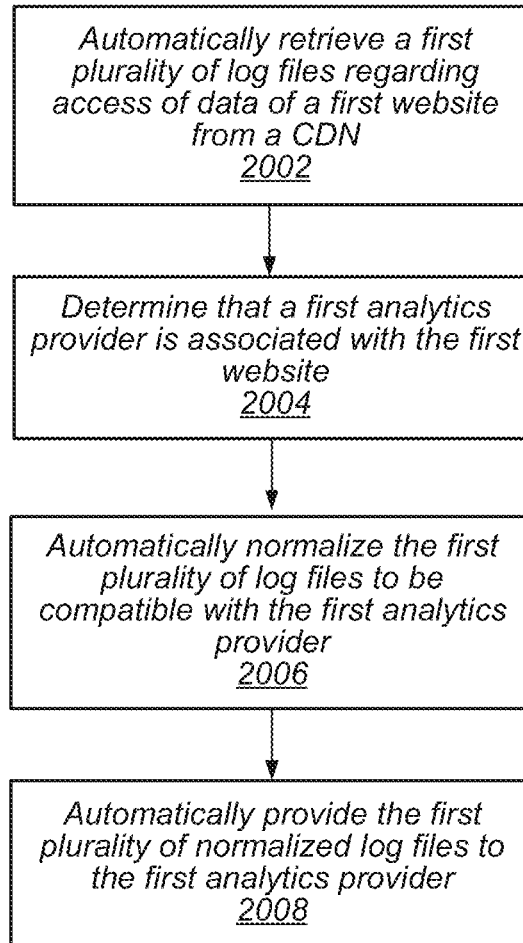 Automatically retrieve a first
plurality of log files regarding
access of data of a first website
from a CDN
2002
Determine that a first analytics
provider is associated with the first
website
2004
Automatically normalize the first
plurality of log files to be
compatible with the first analytics
provider
2006
Automatically provide the first
plurality of normalized log files to
the first analytics provider
2008